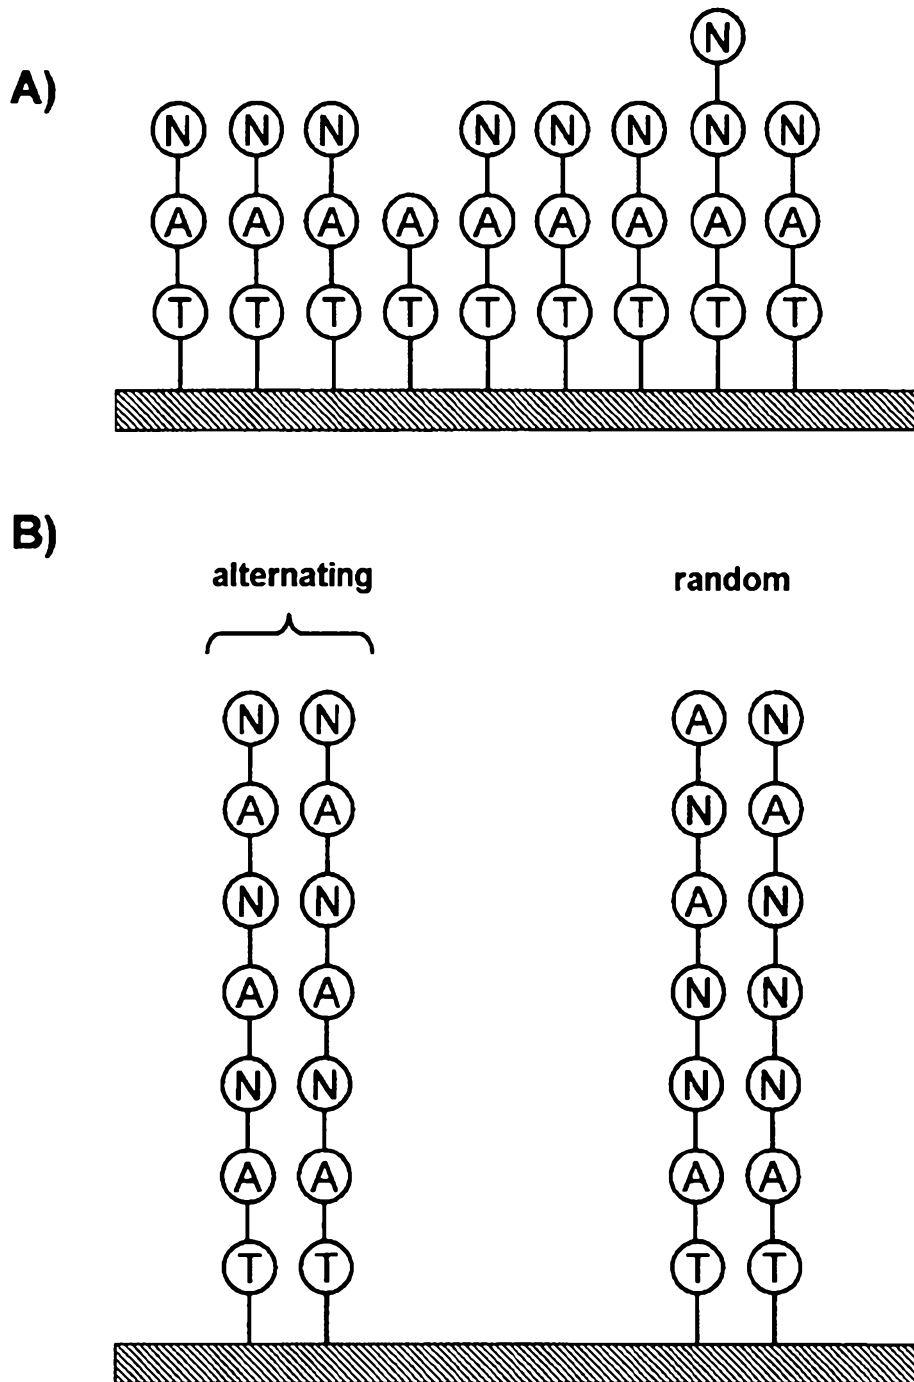 A)
N
N N N N N N N N
A A A A A A A A A
T T T T T T T T T
B)
alternating random
N N A N
A A N A
N N A N
A A N N
N N N N
A A A A
T T T T